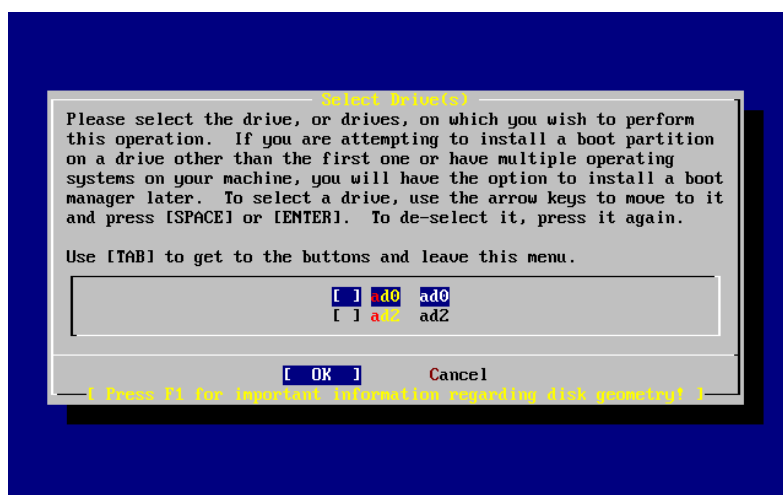 Select Drive(s)
Please select the drive, or drives, on which you wish to perform
this operation.  If you are attempting to install a boot partition
on a drive other than the first one or have multiple operating
systems on your machine, you will have the option to install a boot
manager later.  To select a drive, use the arrow keys to move to it
and press [SPACE] or [ENTER].  To de-select it, press it again.
Use [TAB] to get to the buttons and leave this menu.
[ ] ad0 ad0
[ ] ad2 ad2
[ OK ] Cancel
[ Press F1 for important information regarding disk geometry! ]